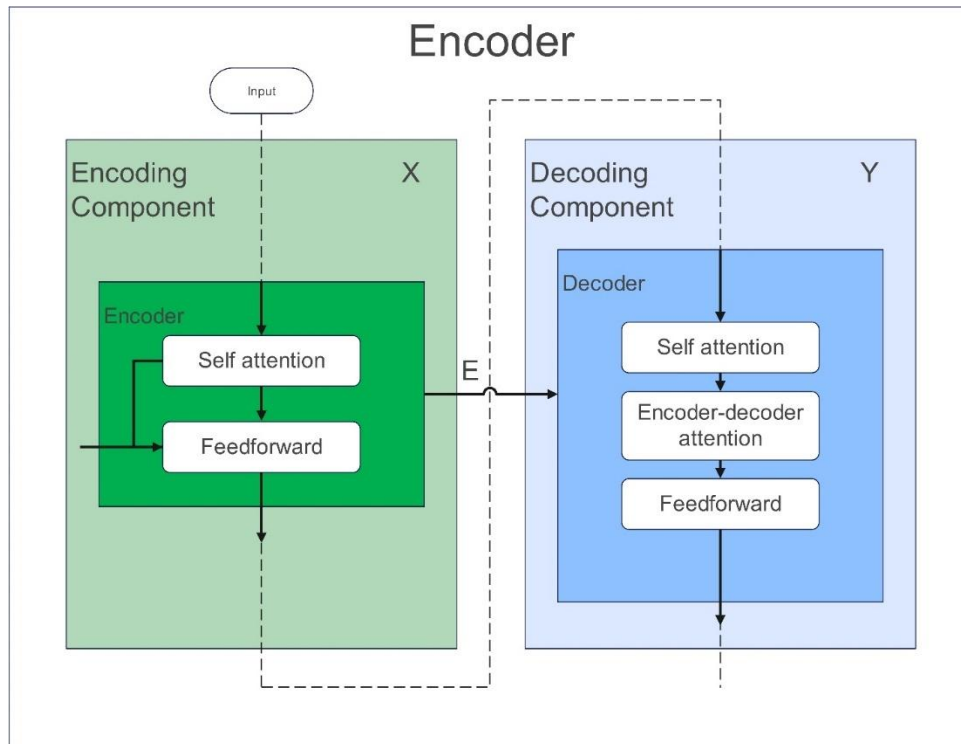 Encoder
Input
Encoding
Component
X
Encoder
Self attention
Feedforward
E
Decoding
Component
Y
Decoder
Self attention
Encoder-decoder
attention
Feedforward